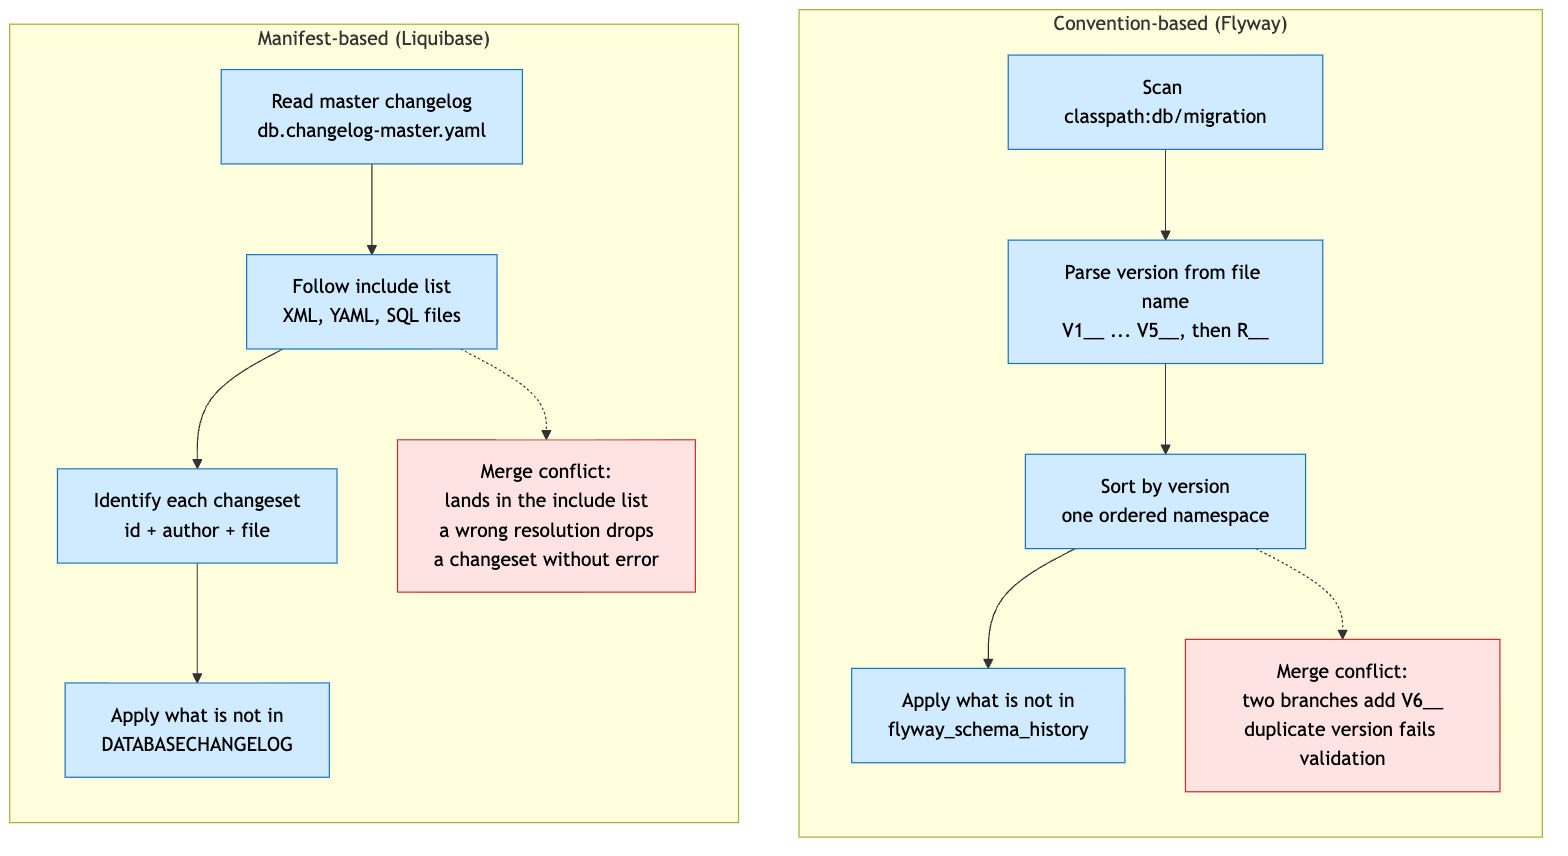 Manifest-based (Liquibase)
Read master changelog
db.changelog-master.yaml
Follow include list
XML, YAML, SQL files
Identify each changeset
id + author + file
Merge conflict:
lands in the include list
a wrong resolution drops
a changeset without error
Apply what is not in
DATABASECHANGELOG
Convention-based (Flyway)
Scan
classpath:db/migration
Parse version from file
name
V1__ ... V5__, then R__
Sort by version
one ordered namespace
Apply what is not in
flyway_schema_history
Merge conflict:
two branches add V6__
duplicate version fails
validation